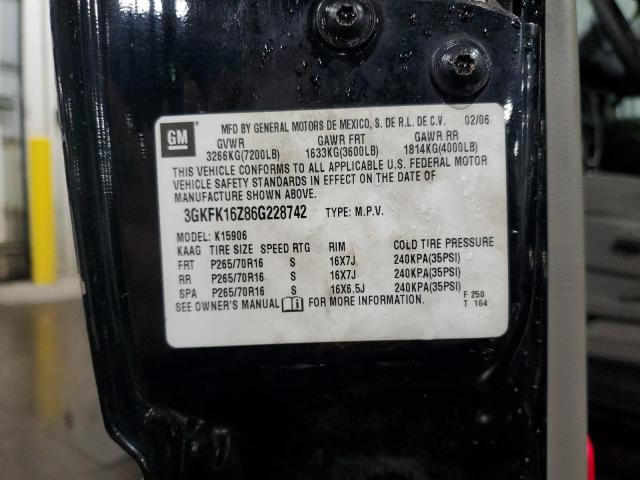 GM
MFD BY GENERAL MOTORS DE MEXICO, S. DE R.L. DE C.V. 02/06
GVWR GAWR FRT GAWR RR
3266KG(7200LB) 1633KG(3600LB) 1814KG(4000LB)
THIS VEHICLE CONFORMS TO ALL APPLICABLE U.S. FEDERAL MOTOR
VEHICLE SAFETY STANDARDS IN EFFECT ON THE DATE OF
MANUFACTURE SHOWN ABOVE.
3GKFK16Z86G228742 TYPE: M.P.V.
MODEL: K15906
KAAG TIRE SIZE SPEED RTG RIM COLD TIRE PRESSURE
FRT P265/70R16 S 16X7J 240KPA(35PSI)
RR P265/70R16 S 16X7J 240KPA(35PSI)
SPA P265/70R16 S 16X6.5J 240KPA(35PSI)
SEE OWNER'S MANUAL FOR MORE INFORMATION.
F 250
T 164